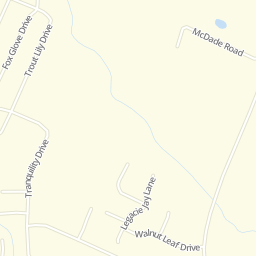 Fox Glove Drive
Trout Lily Drive
McDade Road
Tranquility Drive
Legacie
Jay Lane
Walnut Leaf Drive